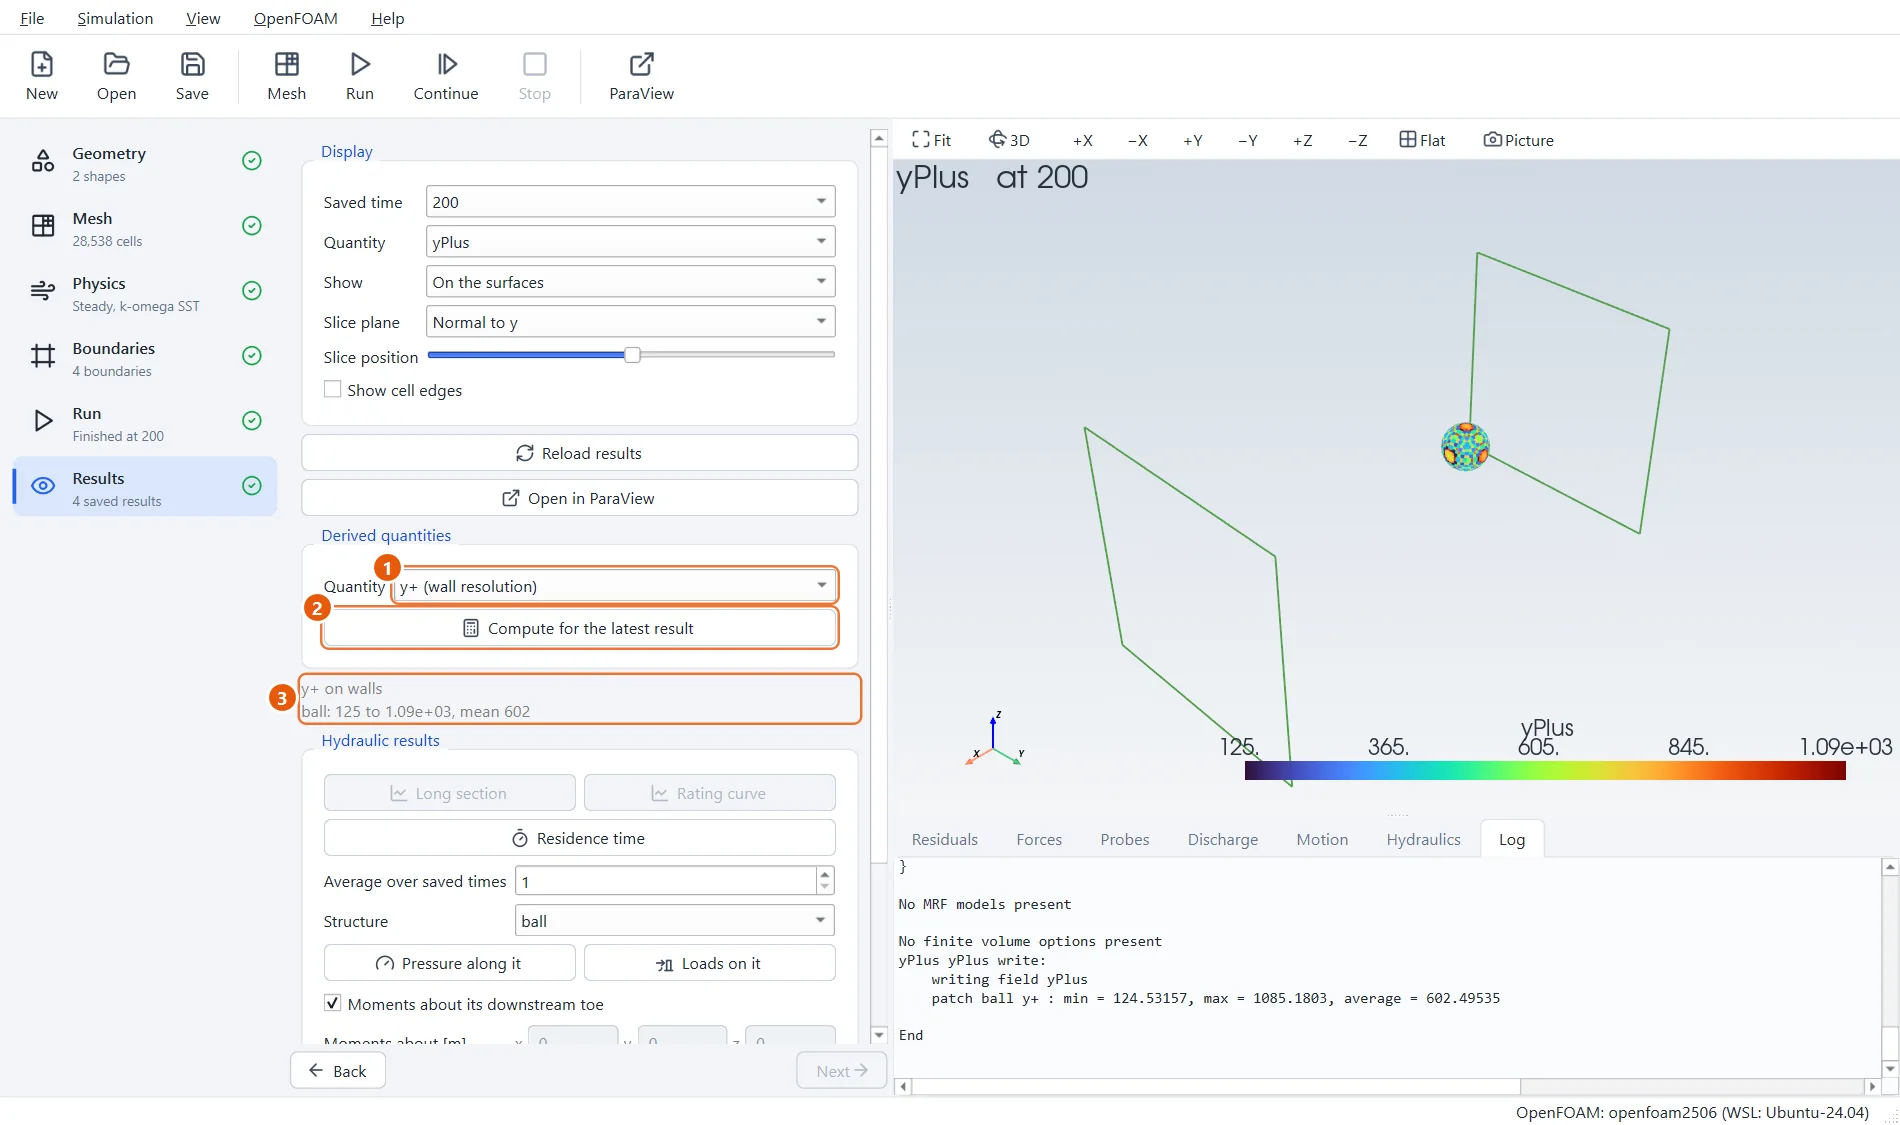 File Simulation View OpenFOAM Help
New Open Save Mesh Run Continue Stop ParaView
Geometry
2 shapes
Mesh
28,538 cells
Physics
Steady, k-omega SST
Boundaries
4 boundaries
Run
Finished at 200
Results
4 saved results
Display
Saved time 200
Quantity yPlus
Show On the surfaces
Slice plane Normal to y
Slice position
Show cell edges
Reload results
Open in ParaView
Derived quantities
1
Quantity y+ (wall resolution)
2
Compute for the latest result
3
y+ on walls
ball: 125 to 1.09e+03, mean 602
Hydraulic results
Long section Rating curve
Residence time
Average over saved times 1
Structure ball
Pressure along it Loads on it
Moments about its downstream toe
Moments about [m] x 0 y 0 z 0
Back Next
Fit 3D +X −X +Y −Y +Z −Z Flat Picture
yPlus at 200
Z
X Y
yPlus
125. 365. 605. 845. 1.09e+03
Residuals Forces Probes Discharge Motion Hydraulics Log
}
No MRF models present
No finite volume options present
yPlus yPlus write:
writing field yPlus
patch ball y+ : min = 124.53157, max = 1085.1803, average = 602.49535
End
OpenFOAM: openfoam2506 (WSL: Ubuntu-24.04)